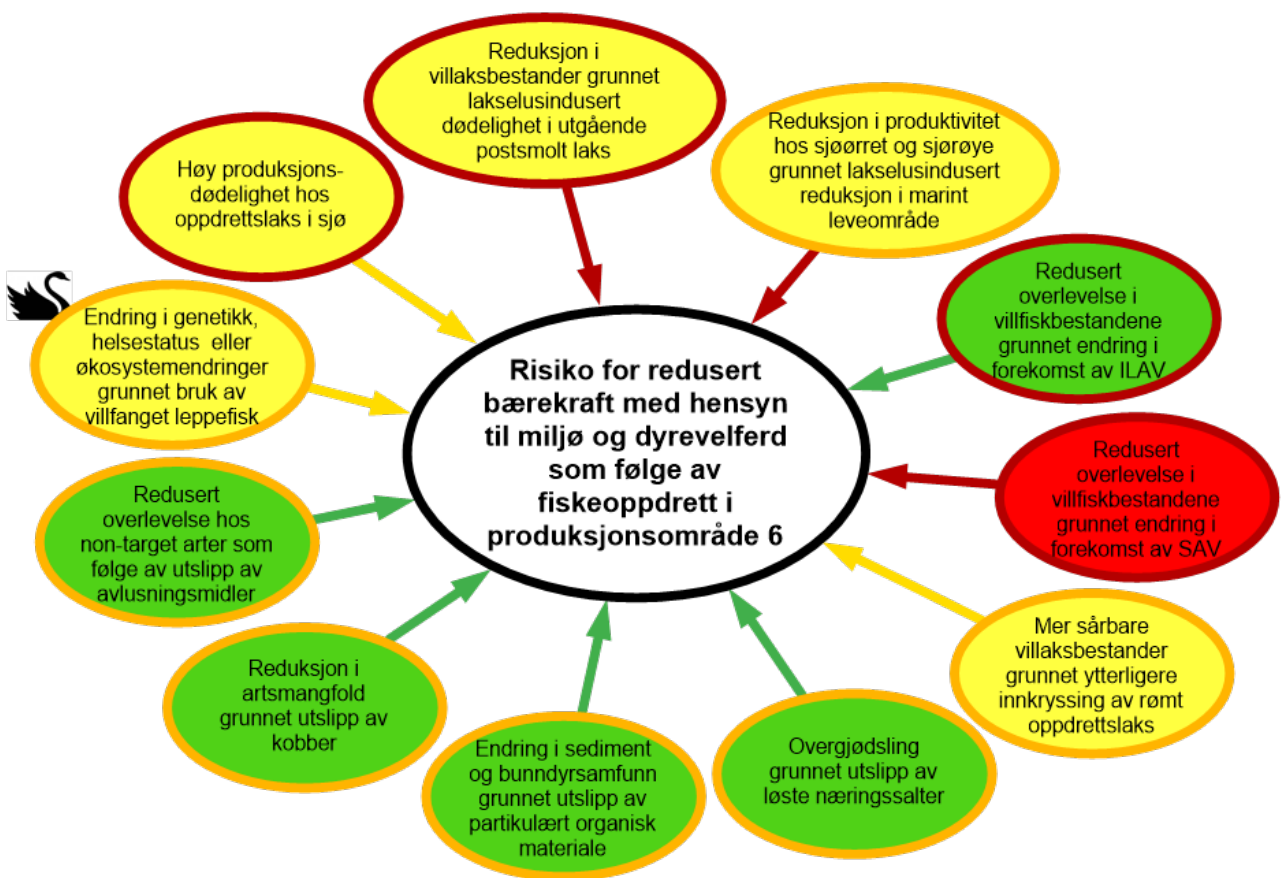 Reduksjon i
villaksbestander grunnet
lakselusindusert
dødelighet i utgående
postsmolt laks
Reduksjon i produktivitet
hos sjøørret og sjørøye
grunnet lakselusindusert
reduksjon i marint
leveområde
Høy produksjons-
dødelighet hos
oppdrettslaks i sjø
Redusert
overlevelse i
villfiskbestandene
grunnet endring i
forekomst av ILAV
Endring i genetikk,
helsestatus eller
økosystemendringer
grunnet bruk av
villfanget leppefisk
Risiko for redusert
bærekraft med hensyn
til miljø og dyrevelferd
som følge av
fiskeoppdrett i
produksjonsområde 6
Redusert
overlevelse i
villfiskbestandene
grunnet endring i
forekomst av SAV
Redusert
overlevelse hos
non-target arter som
følge av utslipp av
avlusningsmidler
Mer sårbare
villaksbestander
grunnet ytterligere
innkryssing av rømt
oppdrettslaks
Reduksjon i
artsmangfold
grunnet utslipp av
kobber
Endring i sediment
og bunndyrsamfunn
grunnet utslipp av
partikulært organisk
materiale
Overgjødsling
grunnet utslipp av
løste næringssalter